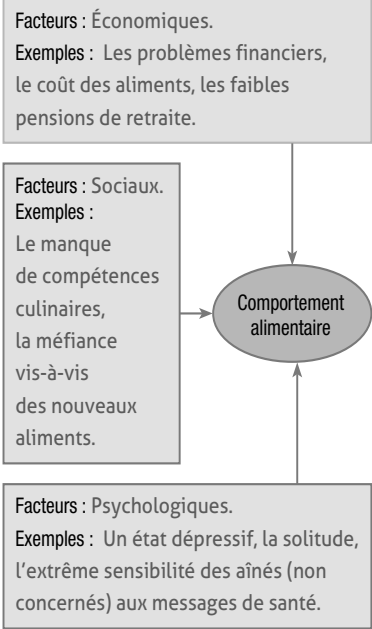 Facteurs : Économiques.
Exemples : Les problèmes financiers,
le coût des aliments, les faibles
pensions de retraite.
Facteurs : Sociaux.
Exemples :
Le manque
de compétences
culinaires,
la méfiance
vis-à-vis
des nouveaux
aliments.
Comportement
alimentaire
Facteurs : Psychologiques.
Exemples : Un état dépressif, la solitude,
l'extrême sensibilité des aînés (non
concernés) aux messages de santé.